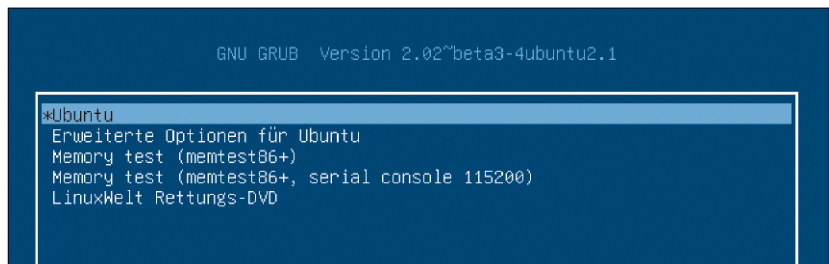 GNU GRUB Version 2.02~beta3-4ubuntu2.1
*Ubuntu
Erweiterte Optionen für Ubuntu
Memory test (memtest86+)
Memory test (memtest86+, serial console 115200)
LinuxWelt Rettungs-DVD